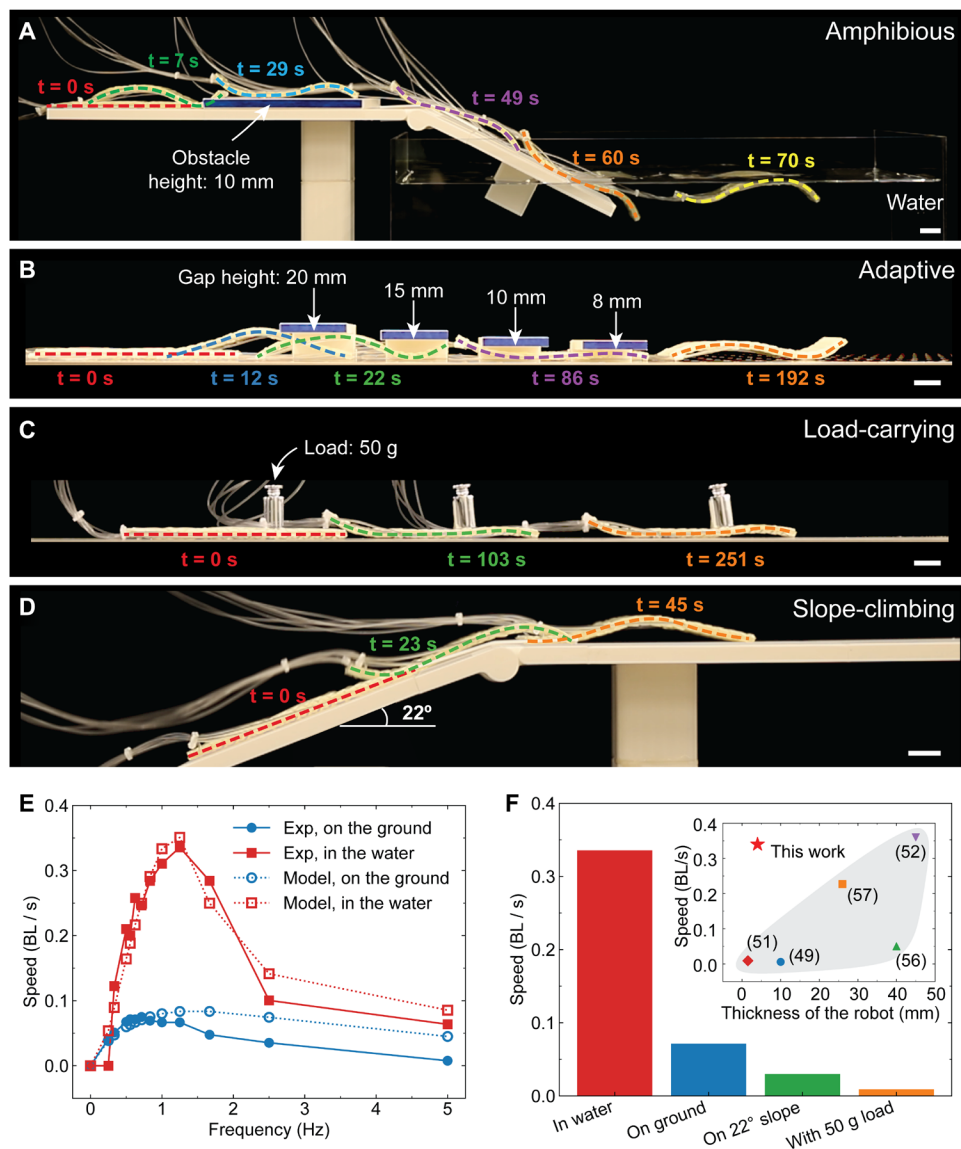 A
Amphibious
t = 0 s
t = 7 s
t = 29 s
t = 49 s
t = 60 s
t = 70 s
Obstacle
height: 10 mm
Water
B
Adaptive
Gap height: 20 mm
15 mm
10 mm
8 mm
t = 0 s
t = 12 s
t = 22 s
t = 86 s
t = 192 s
C
Load-carrying
Load: 50 g
t = 0 s
t = 103 s
t = 251 s
D
Slope-climbing
t = 0 s
t = 23 s
t = 45 s
22º
E
Speed (BL / s)
0.4
0.3
0.2
0.1
0.0
Exp, on the ground
Exp, in the water
Model, on the ground
Model, in the water
0 1 2 3 4 5
Frequency (Hz)
F
Speed (BL / s)
0.4
0.3
0.2
0.1
0.0
In water
On ground
On 22° slope
With 50 g load
Speed (BL/s)
0.4
0.3
0.2
0.1
0.0
This work
(52)
(57)
(51)
(49)
(56)
0 10 20 30 40 50
Thickness of the robot (mm)